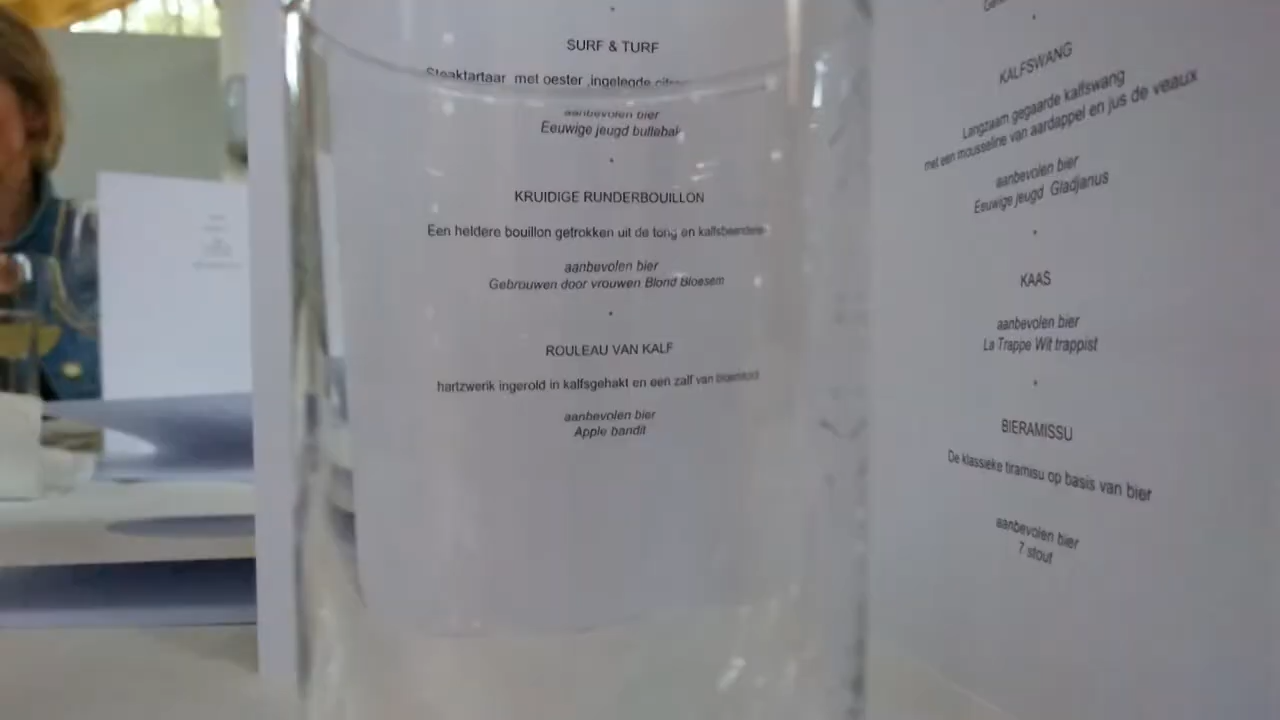 SURF & TURF
Steaktartaar met oester ,ingelegde
aanbevolen bier
Eeuwige jeugd bullebak
KRUIDIGE RUNDERBOUILLON
Een heldere bouillon getrokken uit de tong en
aanbevolen bier
Gebrouwen door vrouwen Blond Bloesem
ROULEAU VAN KALF
hartzwerik ingerold in kalfsgehakt en een zalf van
aanbevolen bier
Apple bandit
KALFSWANG
Langzaam gegaarde kalfswang
met een mousseline van aardappel en jus de veaux
aanbevolen bier
Eeuwige jeugd Gladjanus
KAAS
aanbevolen bier
La Trappe Wit trappist
BIERAMISSU
De klassieke tiramisu op basis van bier
aanbevolen bier
7 stout